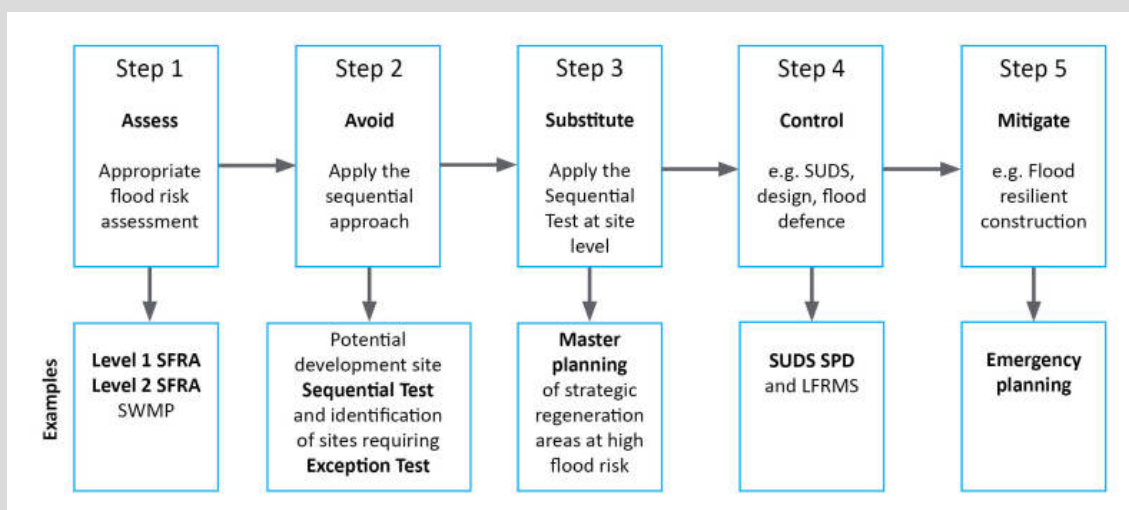 Step 1
Assess
Appropriate
flood risk
assessment
Step 2
Avoid
Apply the
sequential
approach
Step 3
Substitute
Apply the
Sequential
Test at site
level
Step 4
Control
e.g. SUDS,
design, flood
defence
Step 5
Mitigate
e.g. Flood
resilient
construction
Examples
Level 1 SFRA
Level 2 SFRA
SWMP
Potential
development site
Sequential Test
and identification
of sites requiring
Exception Test
Master
planning
of strategic
regeneration
areas at high
flood risk
SUDS SPD
and LFRMS
Emergency
planning